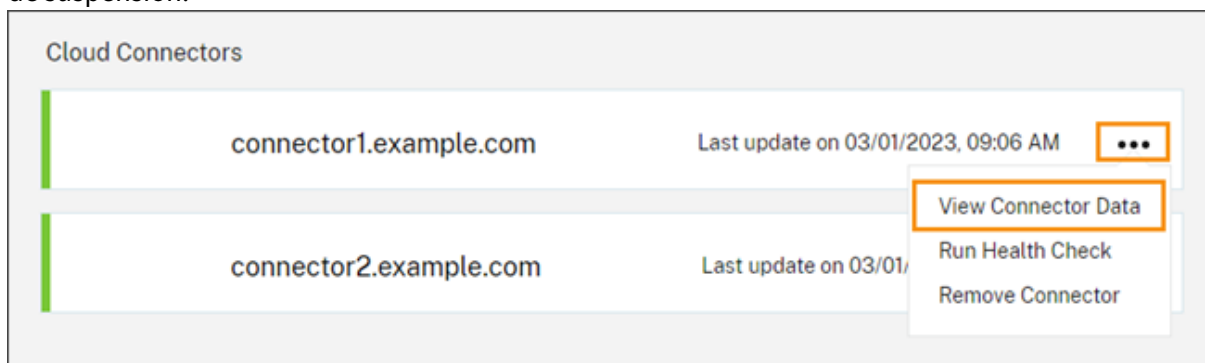 Cloud Connectors
connector1.example.com Last update on 03/01/2023, 09:06 AM
View Connector Data
connector2.example.com Last update on 03/01/
Run Health Check
Remove Connector